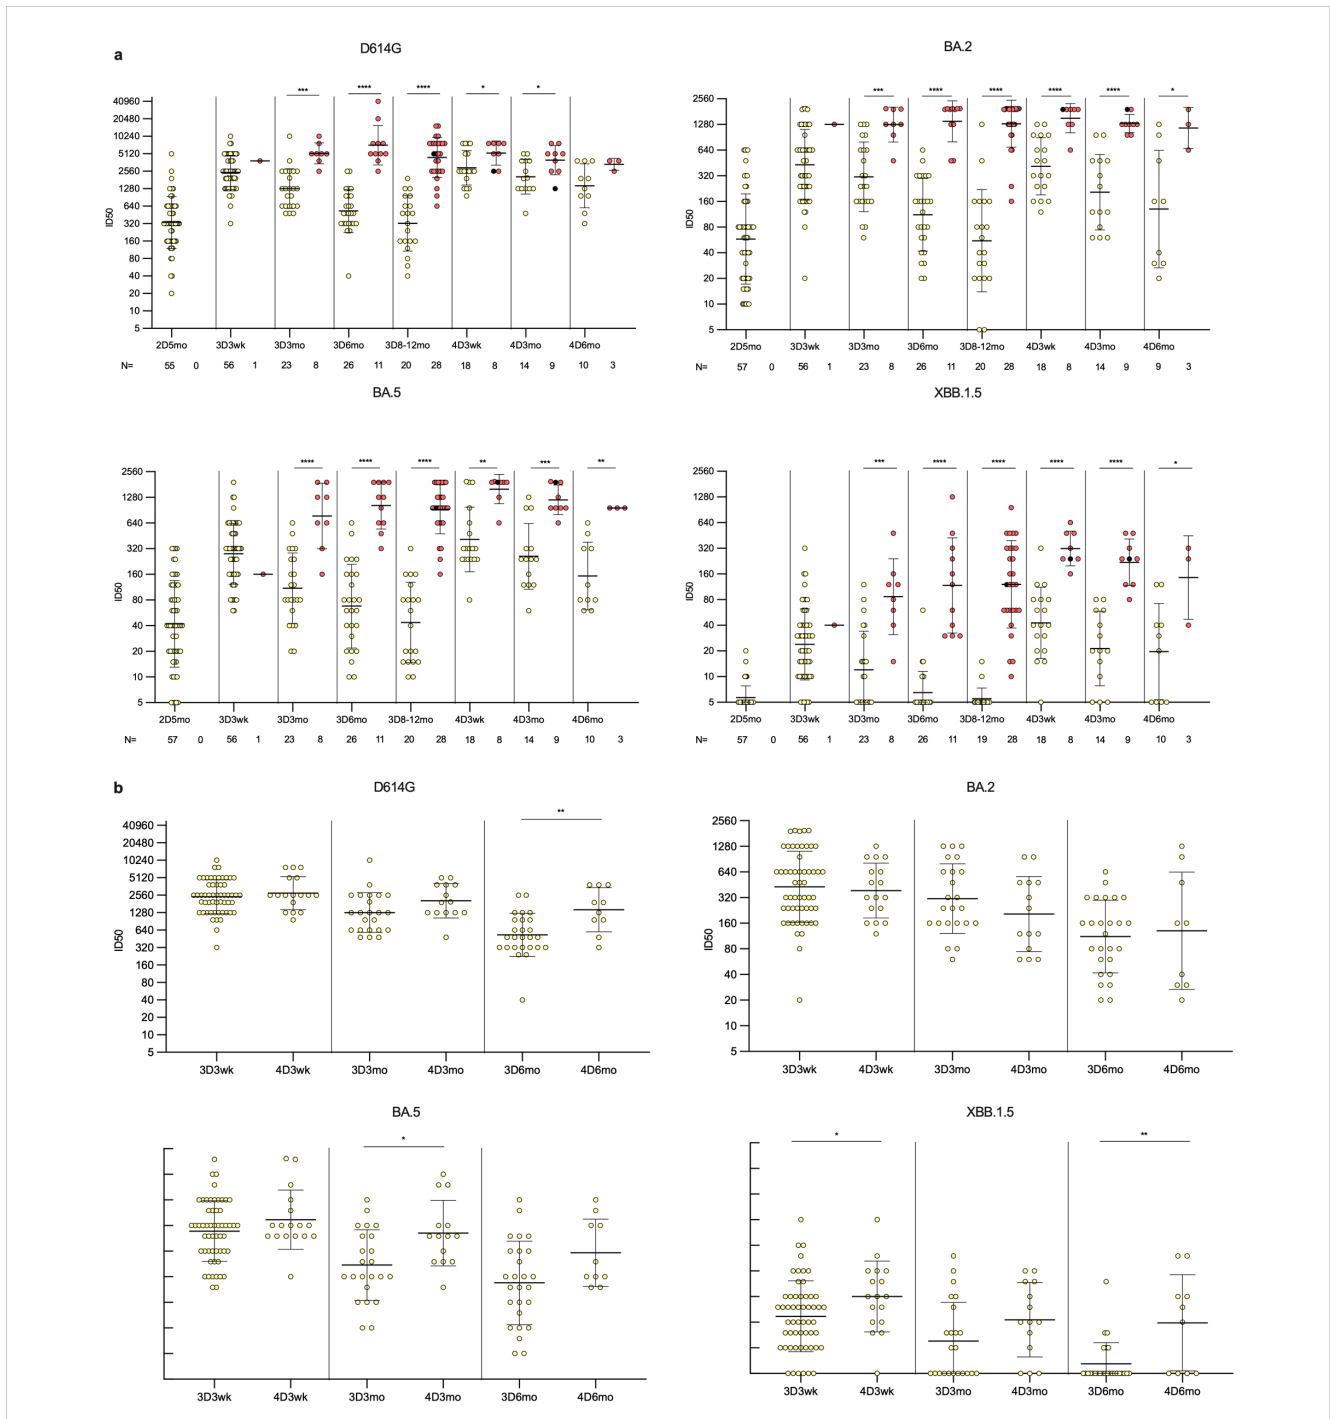 a
D614G
*** **** **** * *
ID50
40960
20480
10240
5120
2560
1280
640
320
160
80
40
20
10
5
2D5mo 3D3wk 3D3mo 3D6mo 3D8-12mo 4D3wk 4D3mo 4D6mo
N= 55 0 56 1 23 8 26 11 20 28 18 8 14 9 10 3
BA.2
*** **** **** **** **** *
ID50
2560
1280
640
320
160
80
40
20
10
5
2D5mo 3D3wk 3D3mo 3D6mo 3D8-12mo 4D3wk 4D3mo 4D6mo
57 0 56 1 23 8 26 11 20 28 18 8 14 9 9 3
BA.5
**** **** **** ** *** **
ID50
2560
1280
640
320
160
80
40
20
10
5
2D5mo 3D3wk 3D3mo 3D6mo 3D8-12mo 4D3wk 4D3mo 4D6mo
N= 57 0 56 1 23 8 26 11 20 28 18 8 14 9 10 3
XBB.1.5
*** **** **** **** **** *
ID50
2560
1280
640
320
160
80
40
20
10
5
2D5mo 3D3wk 3D3mo 3D6mo 3D8-12mo 4D3wk 4D3mo 4D6mo
57 0 56 1 23 8 26 11 19 28 18 8 14 9 10 3
b
D614G
**
ID50
40960
20480
10240
5120
2560
1280
640
320
160
80
40
20
10
5
3D3wk 4D3wk 3D3mo 4D3mo 3D6mo 4D6mo
BA.2
ID50
2560
1280
640
320
160
80
40
20
10
5
3D3wk 4D3wk 3D3mo 4D3mo 3D6mo 4D6mo
BA.5
*
3D3wk 4D3wk 3D3mo 4D3mo 3D6mo 4D6mo
XBB.1.5
* **
3D3wk 4D3wk 3D3mo 4D3mo 3D6mo 4D6mo